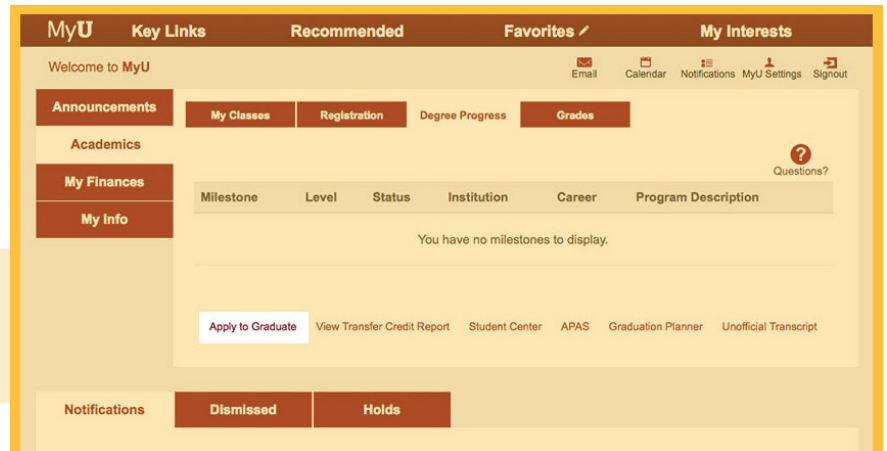 MyU Key Links Recommended Favorites My Interests
Welcome to MyU Email Calendar Notifications MyU Settings Signout
Announcements
Academics
My Finances
My Info
My Classes Registration Degree Progress Grades
?
Questions?
Milestone Level Status Institution Career Program Description
You have no milestones to display.
Apply to Graduate View Transfer Credit Report Student Center APAS Graduation Planner Unofficial Transcript
Notifications Dismissed Holds